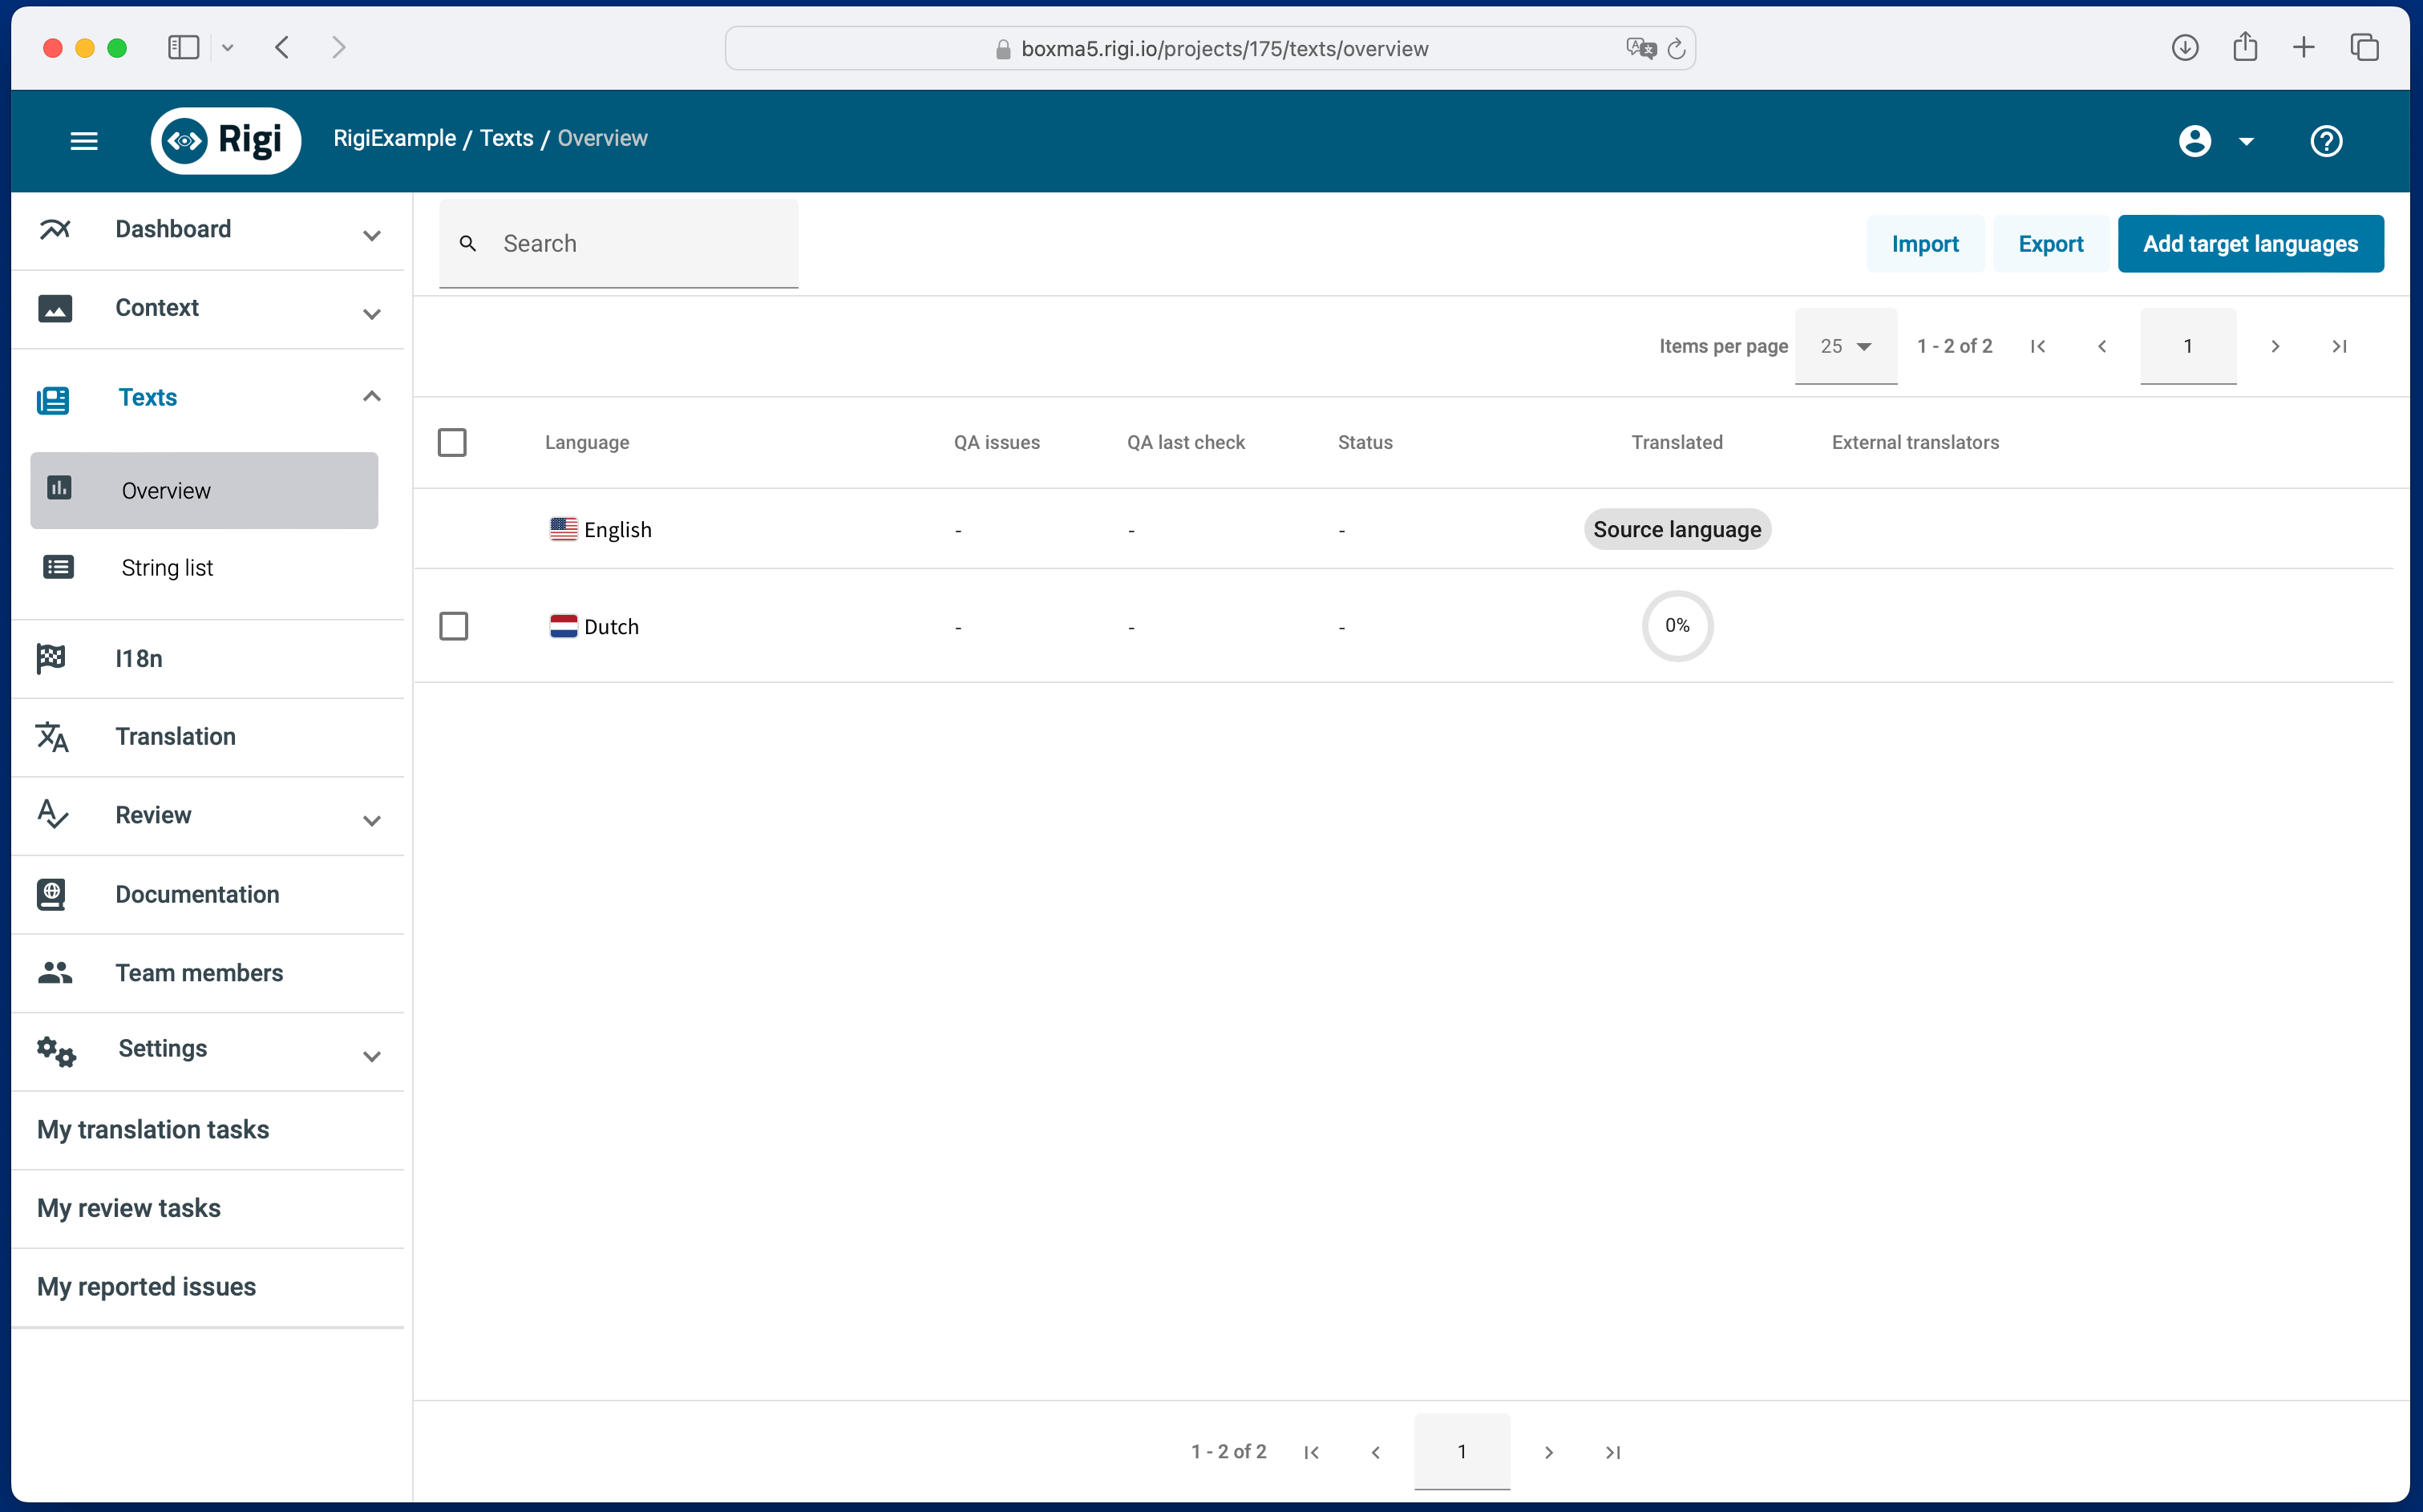 boxma5.rigi.io/projects/175/texts/overview
Rigi
RigiExample / Texts / Overview
Dashboard
Context
Texts
Overview
String list
I18n
Translation
Review
Documentation
Team members
Settings
My translation tasks
My review tasks
My reported issues
Search
Import Export Add target languages
Items per page 25 1 - 2 of 2 1
Language QA issues QA last check Status Translated External translators
English - - - Source language
Dutch - - - 0%
1 - 2 of 2 1